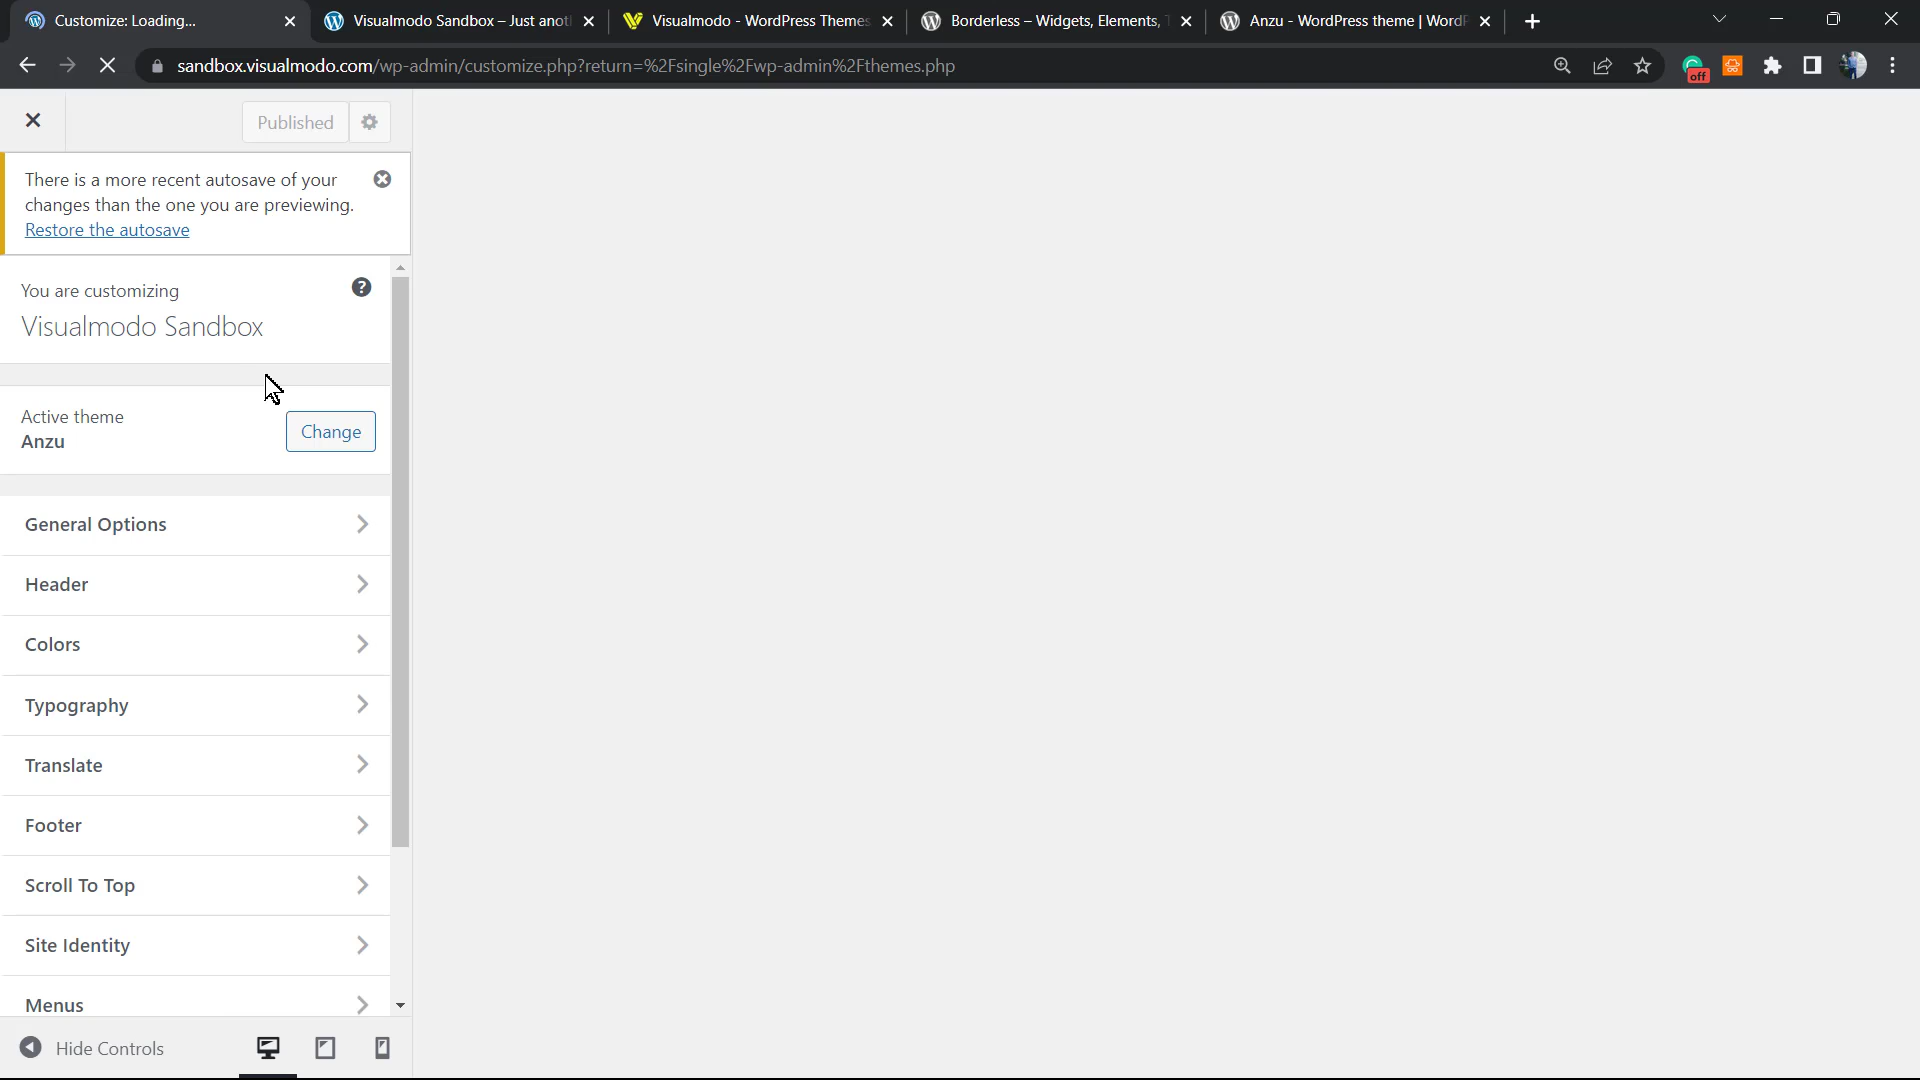 Customize: Loading...
Visualmodo Sandbox – Just anot
Visualmodo - WordPress Themes
Borderless – Widgets, Elements, T
Anzu - WordPress theme | WordP
sandbox.visualmodo.com/wp-admin/customize.php?return=%2Fsingle%2Fwp-admin%2Fthemes.php
off
Published
There is a more recent autosave of your
changes than the one you are previewing.
Restore the autosave
You are customizing
Visualmodo Sandbox
Active theme
Anzu
Change
General Options
Header
Colors
Typography
Translate
Footer
Scroll To Top
Site Identity
Menus
Hide Controls